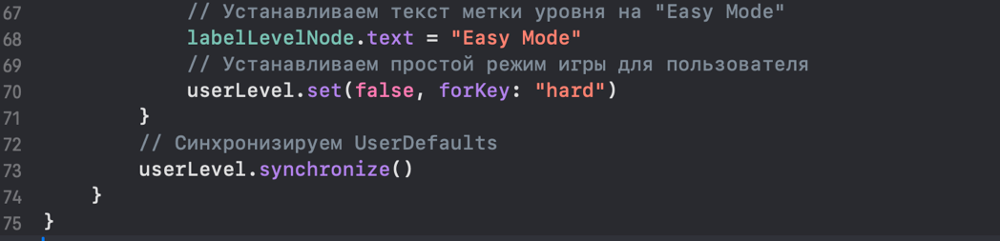 67 // Устанавливаем текст метки уровня на "Easy Mode"
68 labelLevelNode.text = "Easy Mode"
69 // Устанавливаем простой режим игры для пользователя
70 userLevel.set(false, forKey: "hard")
71 }
72 // Синхронизируем UserDefaults
73 userLevel.synchronize()
74 }
75 }